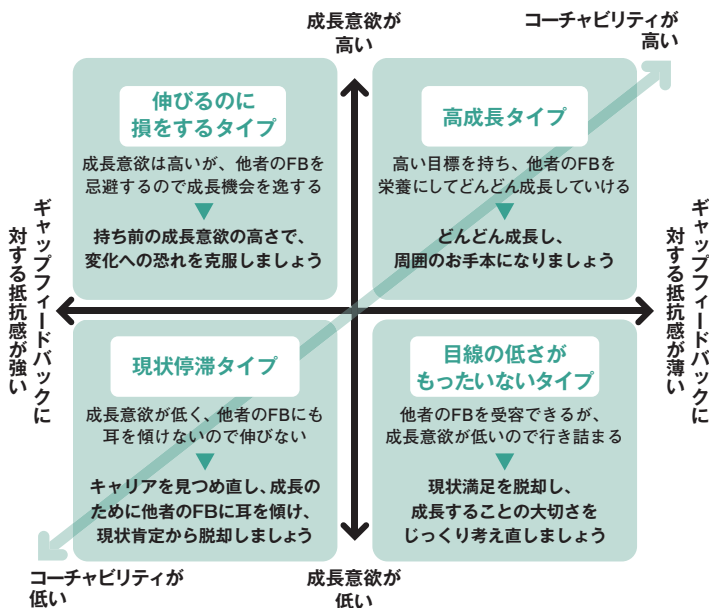 成長意欲が
高い
コーチャビリティが
高い
伸びるのに
損をするタイプ
成長意欲は高いが、他者のFBを
忌避するので成長機会を逸する
持ち前の成長意欲の高さで、
変化への恐れを克服しましょう
高成長タイプ
高い目標を持ち、他者のFBを
栄養にしてどんどん成長していける
どんどん成長し、
周囲のお手本になりましょう
ギャップフィードバックに
対する抵抗感が強い
ギャップフィードバックに
対する抵抗感が薄い
現状停滞タイプ
成長意欲が低く、他者のFBにも
耳を傾けないので伸びない
キャリアを見つめ直し、成長の
ために他者のFBに耳を傾け、
現状肯定から脱却しましょう
目線の低さが
もったいないタイプ
他者のFBを受容できるが、
成長意欲が低いので行き詰まる
現状満足を脱却し、
成長することの大切さを
じっくり考え直しましょう
コーチャビリティが
低い
成長意欲が
低い